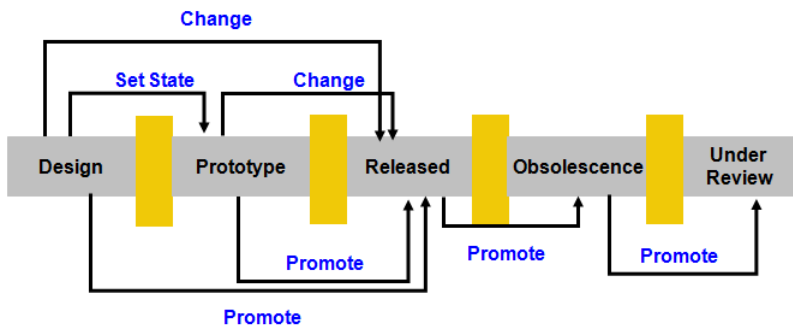 Change
Set State
Change
Design
Prototype
Released
Obsolescence
Under
Review
Promote
Promote
Promote
Promote